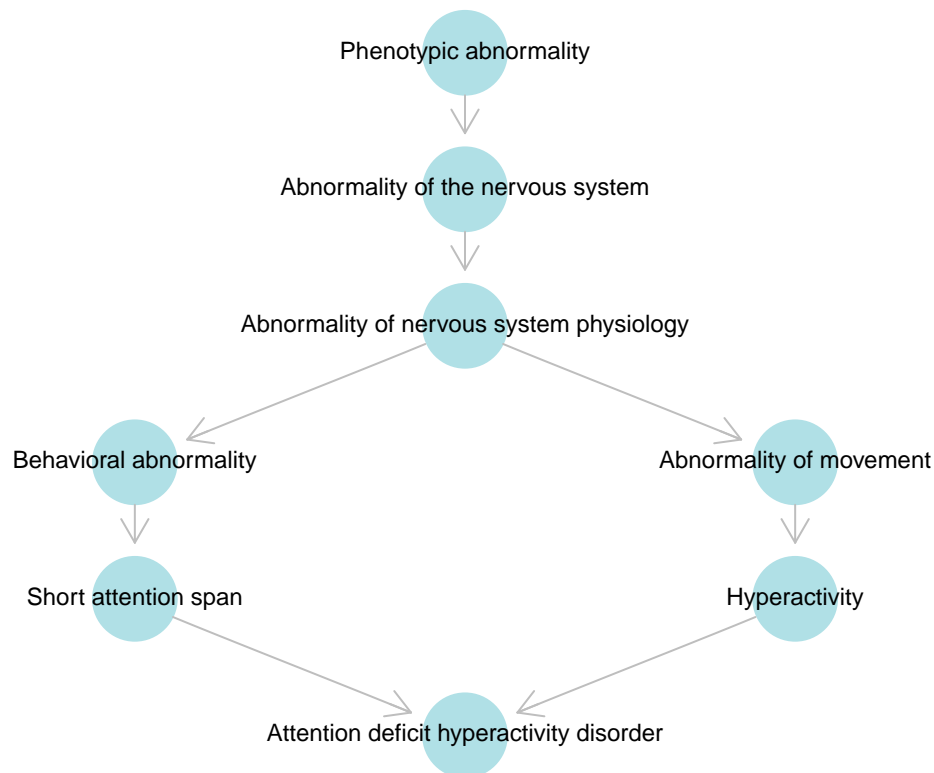 Phenotypic abnormality
Abnormality of the nervous system
Abnormality of nervous system physiology
Behavioral abnormality
Abnormality of movement
Short attention span
Hyperactivity
Attention deficit hyperactivity disorder